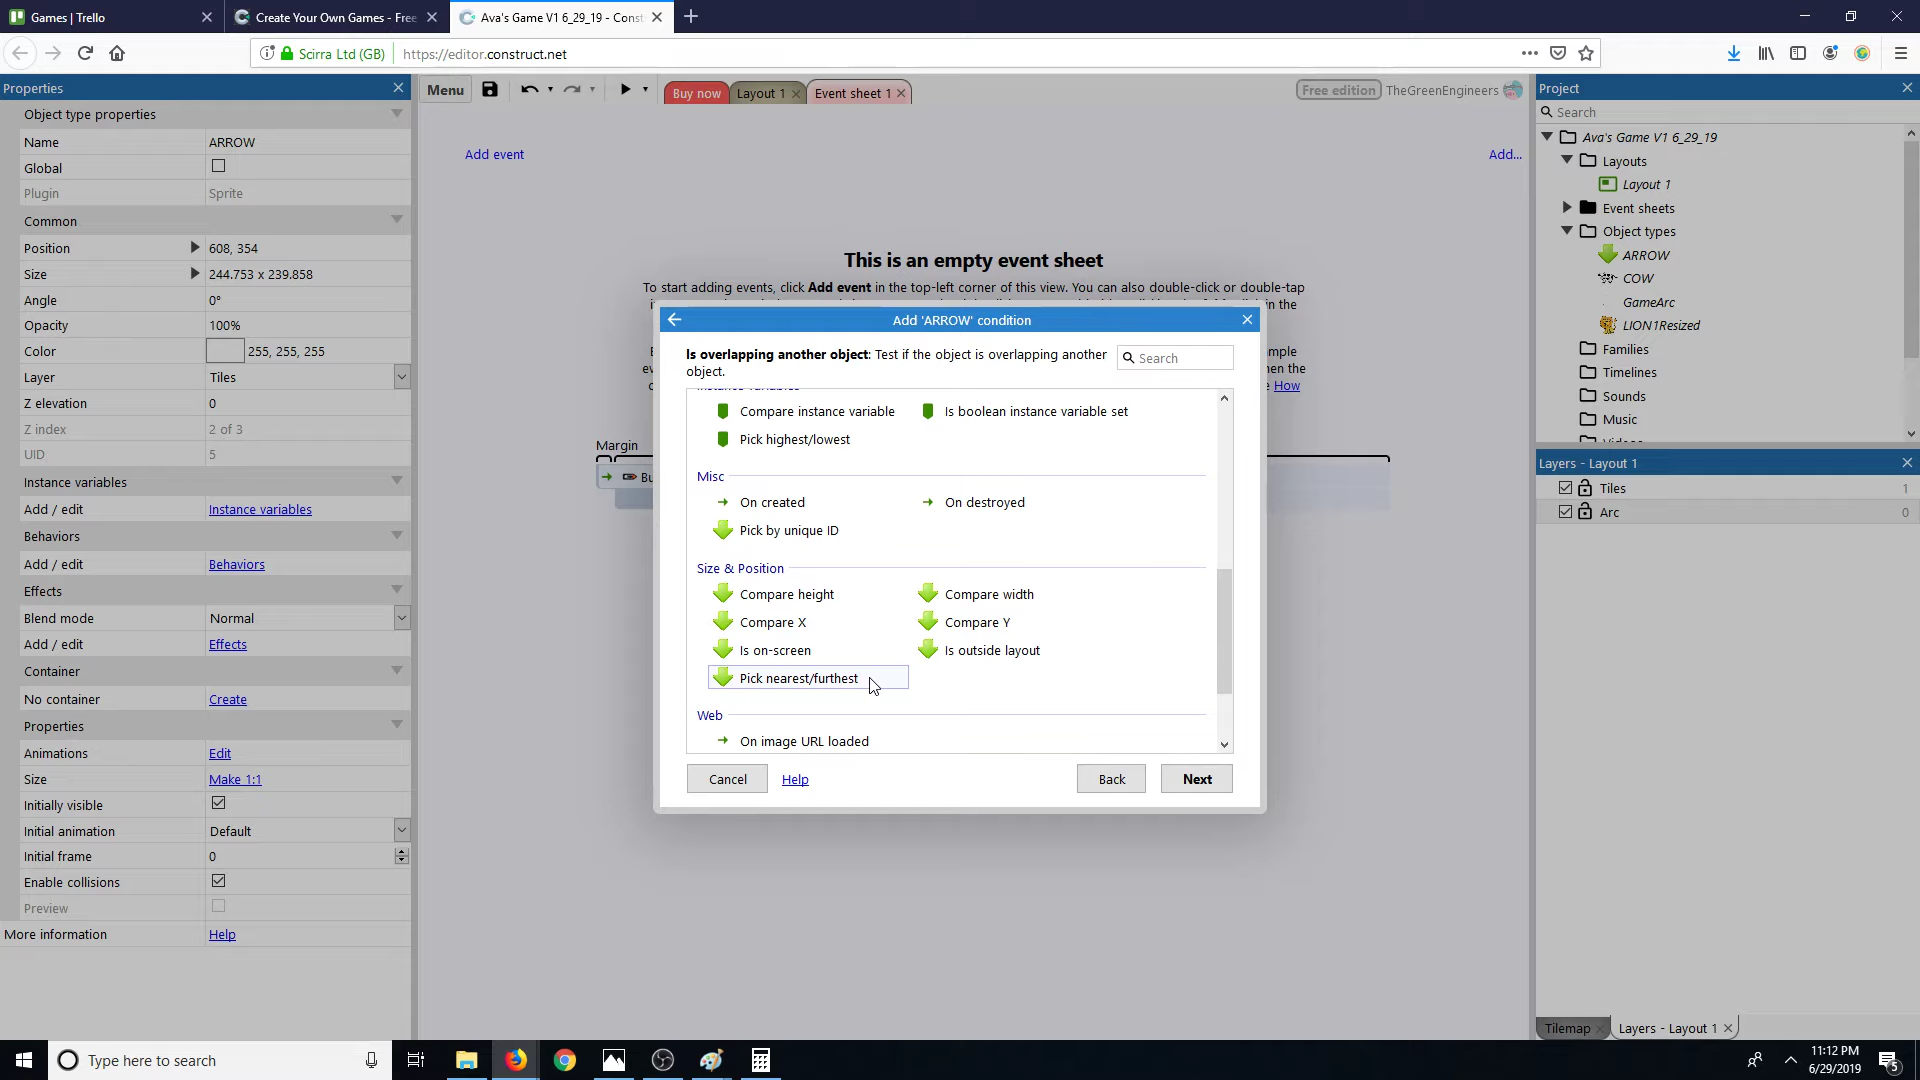 Games | Trello
Create Your Own Games - Free
Ava's Game V1 6_29_19 - Const
Scirra Ltd (GB)
https://editor.construct.net
Properties
Object type properties
Name ARROW
Global
Plugin Sprite
Common
Position 608, 354
Size 244.753 x 239.858
Angle 0°
Opacity 100%
Color 255, 255, 255
Layer Tiles
Z elevation 0
Z index 2 of 3
UID 5
Instance variables
Add / edit Instance variables
Behaviors
Add / edit Behaviors
Effects
Blend mode Normal
Add / edit Effects
Container
No container Create
Properties
Animations Edit
Size Make 1:1
Initially visible
Initial animation Default
Initial frame 0
Enable collisions
Preview
More information Help
Menu
Buy now
Layout 1
Event sheet 1
Free edition TheGreenEngineers
Add event
Add...
This is an empty event sheet
To start adding events, click Add event in the top-left corner of this view. You can also double-click or double-tap
How
Margin
Add 'ARROW' condition
Is overlapping another object: Test if the object is overlapping another
object.
Search
Instance variables
Compare instance variable Is boolean instance variable set
Pick highest/lowest
Misc
On created On destroyed
Pick by unique ID
Size & Position
Compare height Compare width
Compare X Compare Y
Is on-screen Is outside layout
Pick nearest/furthest
Web
On image URL loaded
Cancel Help Back Next
Project
Search
Ava's Game V1 6_29_19
Layouts
Layout 1
Event sheets
Object types
ARROW
COW
GameArc
LION1Resized
Families
Timelines
Sounds
Music
Layers - Layout 1
Tiles 1
Arc 0
Tilemap
Layers - Layout 1
Type here to search
11:12 PM
6/29/2019
5